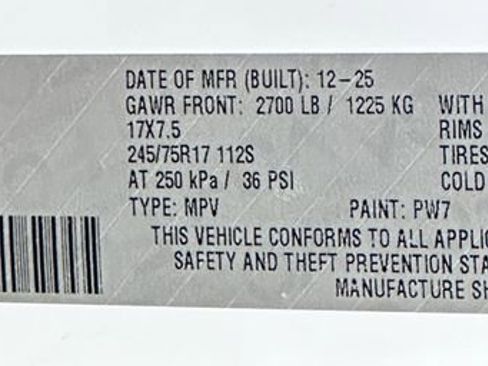 DATE OF MFR (BUILT): 12-25
GAWR FRONT: 2700 LB / 1225 KG WITH
17X7.5 RIMS
245/75R17 112S TIRES
AT 250 kPa / 36 PSI COLD
TYPE: MPV PAINT: PW7
THIS VEHICLE CONFORMS TO ALL APPLIC
SAFETY AND THEFT PREVENTION STA
MANUFACTURE SH